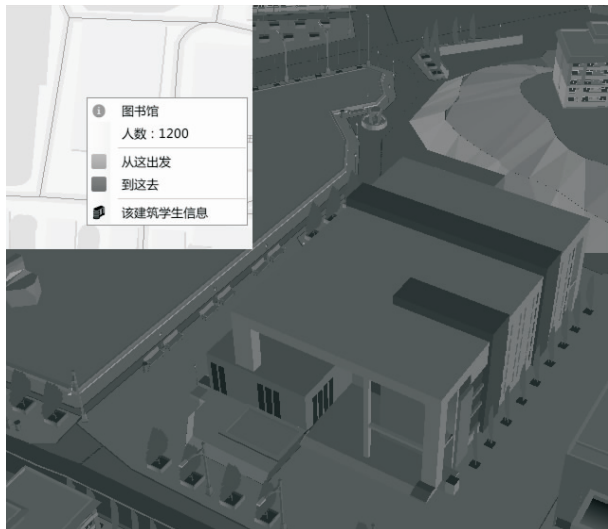 图书馆
人数：1200
从这出发
到这去
该建筑学生信息